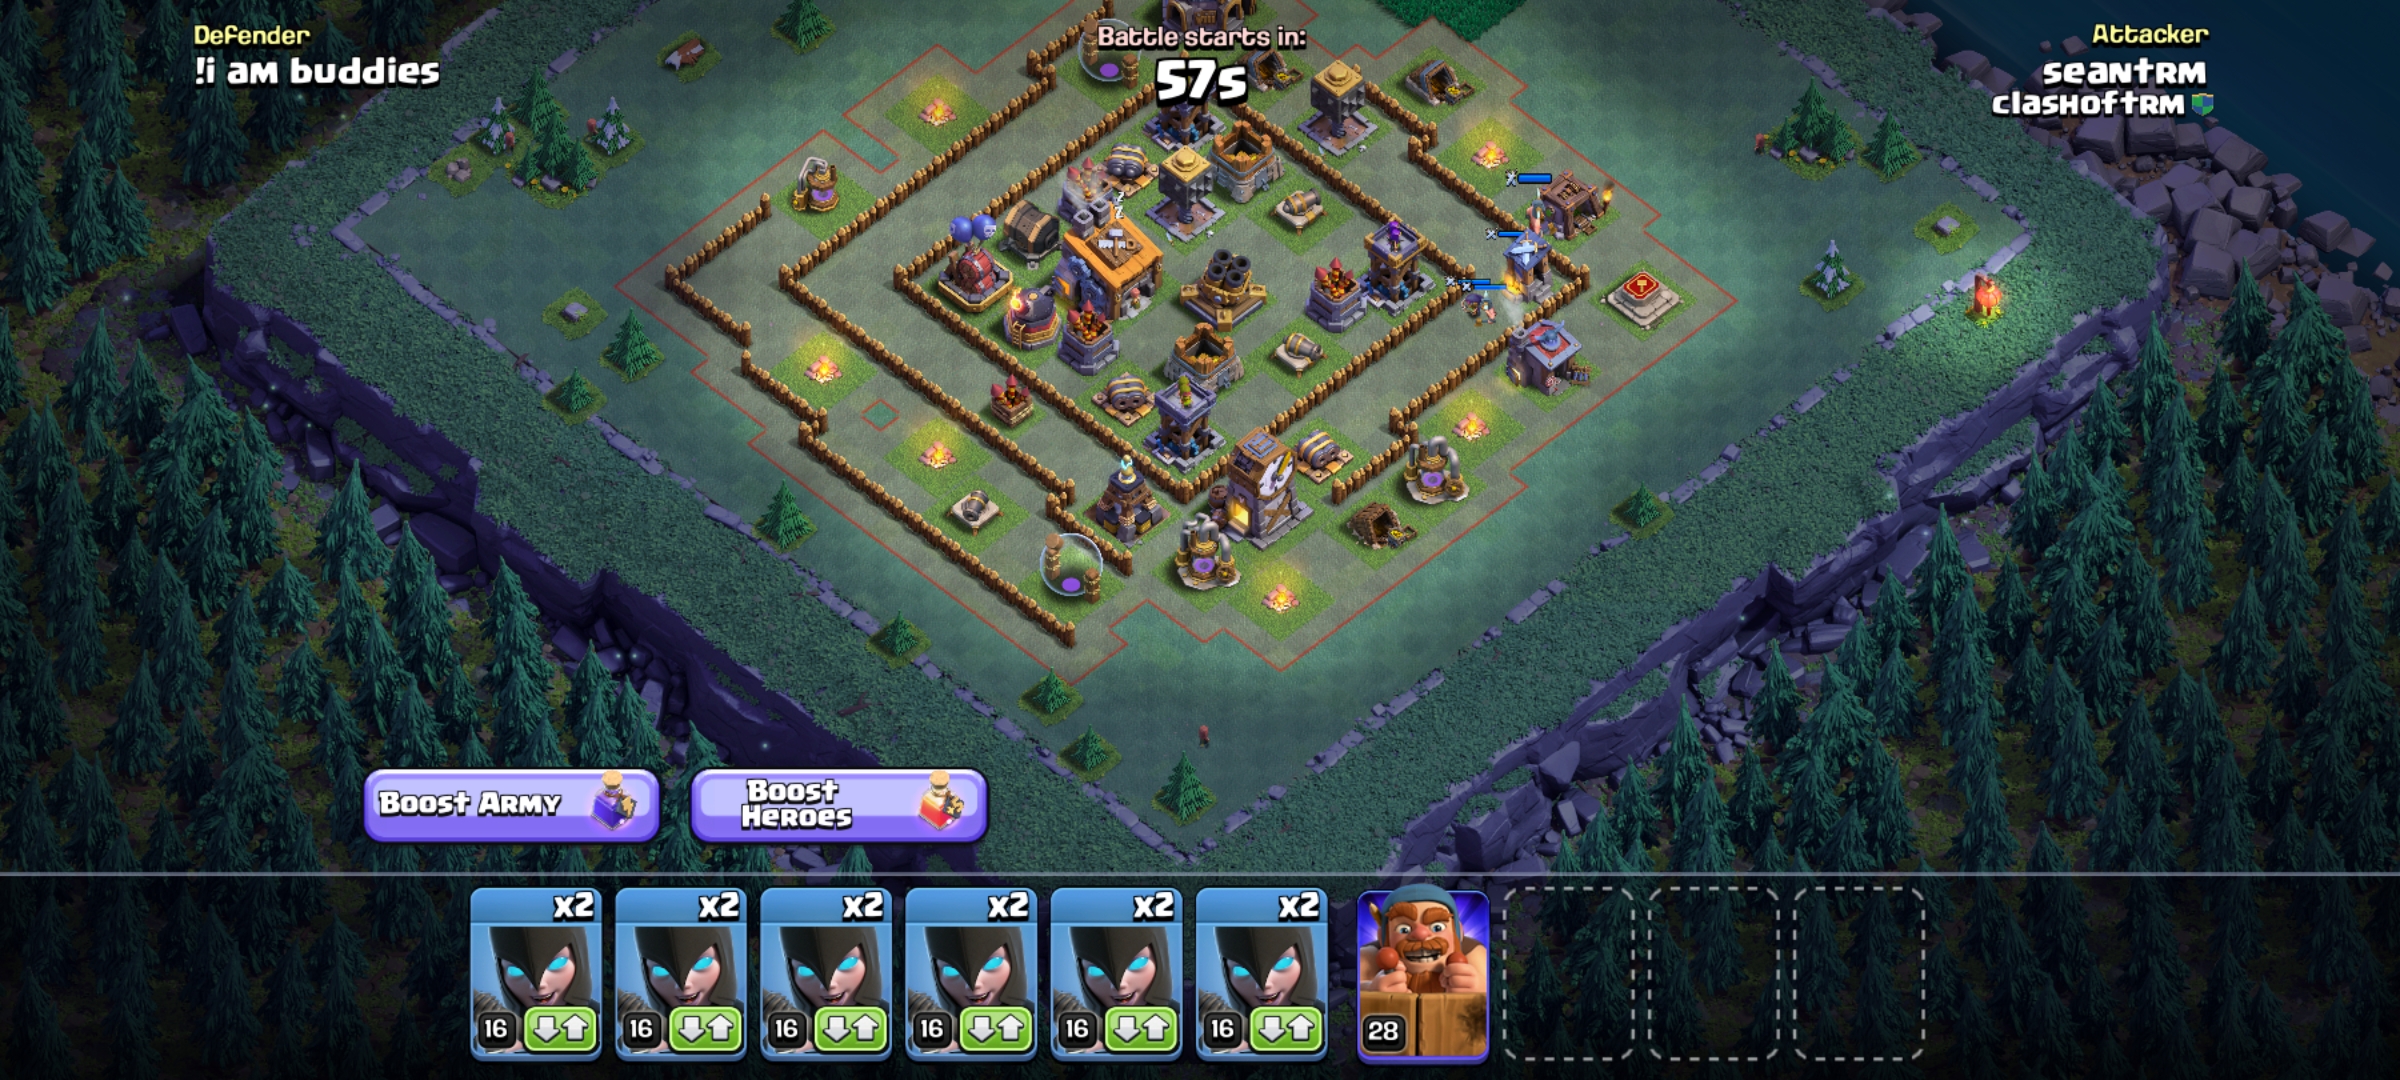 Defender
!i am buddies
Battle starts in:
57s
Attacker
seantRM
clashoftRM
Boost Army
Boost
Heroes
x2
x2
x2
x2
x2
x2
16
16
16
16
16
16
28